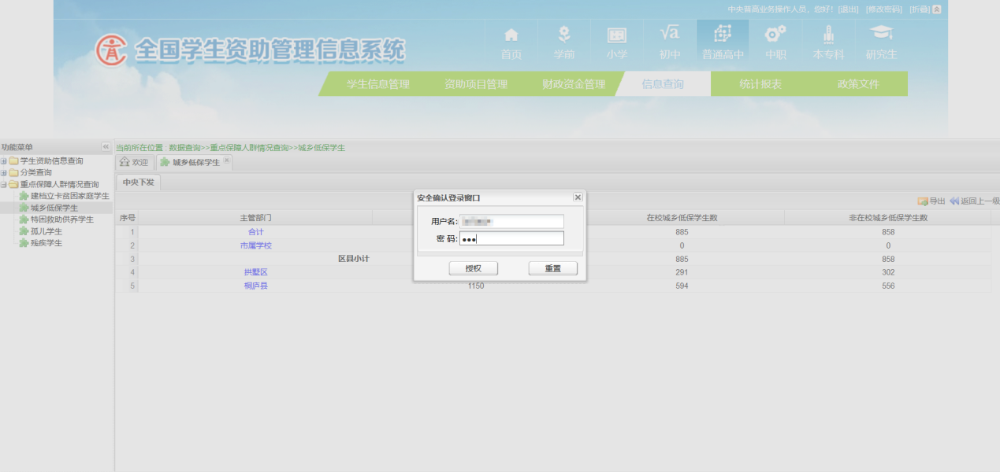 中央普高业务操作人员，您好! [退出] [修改密码] [折叠]
全国学生资助管理信息系统
首页 学前 小学 初中 普通高中 中职 本专科 研究生
学生信息管理 资助项目管理 财政资金管理 信息查询 统计报表 政策文件
功能菜单
学生资助信息查询
分类查询
重点保障人群情况查询
建档立卡贫困家庭学生
城乡低保学生
特困救助供养学生
孤儿学生
残疾学生
当前所在位置：数据查询>>重点保障人群情况查询>>城乡低保学生
欢迎 城乡低保学生
中央下发
导出 返回上一级
序号 主管部门 在校城乡低保学生数 非在校城乡低保学生数
1 合计 885 858
2 市属学校 0 0
3 区县小计 885 858
4 拱墅区 291 302
5 桐庐县 1150 594 556
安全确认登录窗口
用户名:
密 码: ●●●
授权 重置